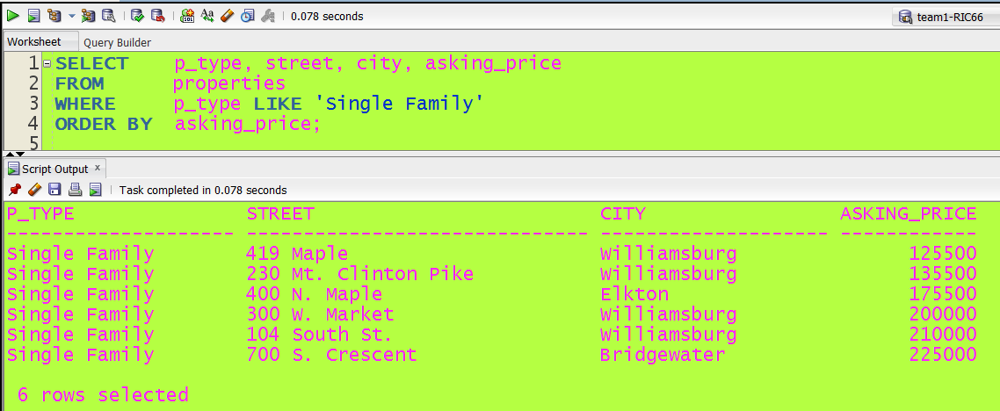 0.078 seconds
team1-RIC66
Worksheet Query Builder
1 SELECT p_type, street, city, asking_price
2 FROM properties
3 WHERE p_type LIKE 'Single Family'
4 ORDER BY asking_price;
5
Script Output x
Task completed in 0.078 seconds
P_TYPE STREET CITY ASKING_PRICE
-------------------- ------------------------------ -------------------- ------------
Single Family 419 Maple Williamsburg 125500
Single Family 230 Mt. Clinton Pike Williamsburg 135500
Single Family 400 N. Maple Elkton 175500
Single Family 300 W. Market Williamsburg 200000
Single Family 104 South St. Williamsburg 210000
Single Family 700 S. Crescent Bridgewater 225000
6 rows selected